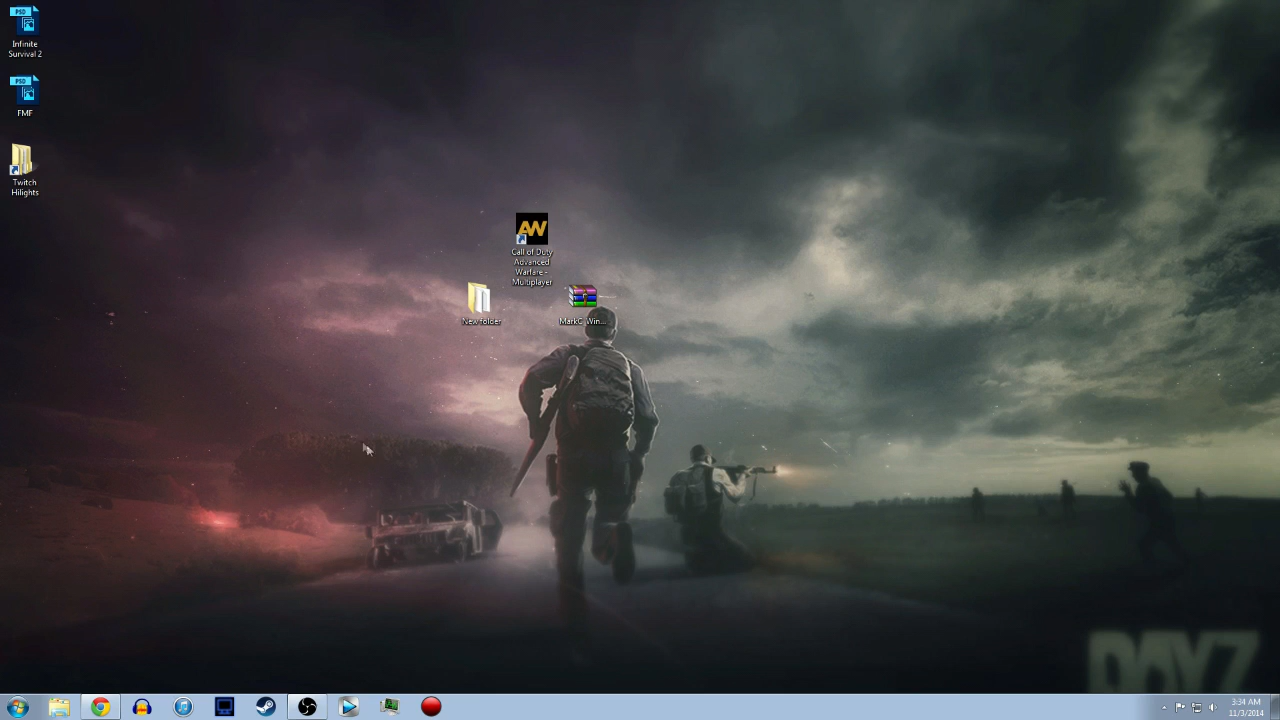 PSD
Infinite
Survival 2
PSD
FMF
Twitch
Hilights
AW
Call of Duty
Advanced
Warfare -
Multiplayer
New folder
MarkC_Win...
DAYZ
3:34 AM
11/3/2014